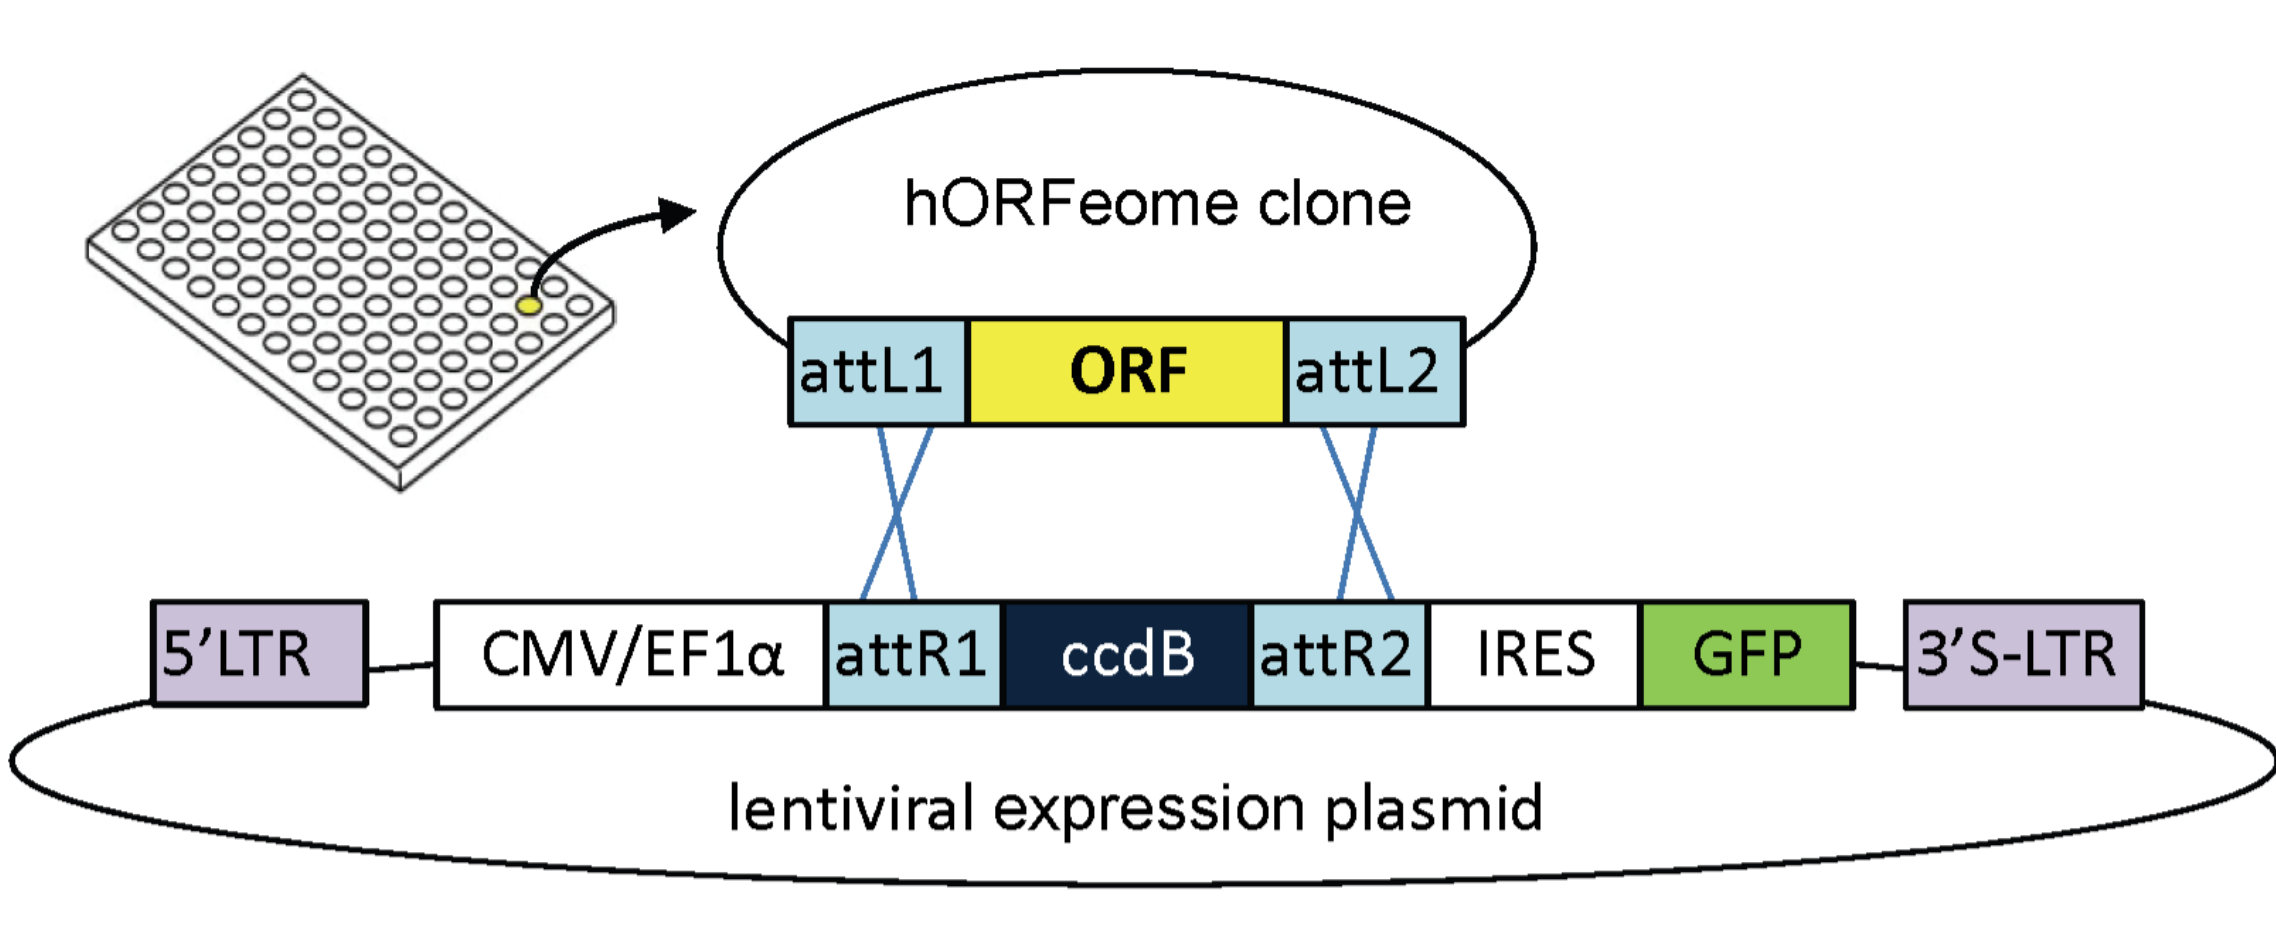 hORFeome clone
attL1 ORF attL2
5’LTR CMV/EF1α attR1 ccdB attR2 IRES GFP 3’S-LTR
lentiviral expression plasmid